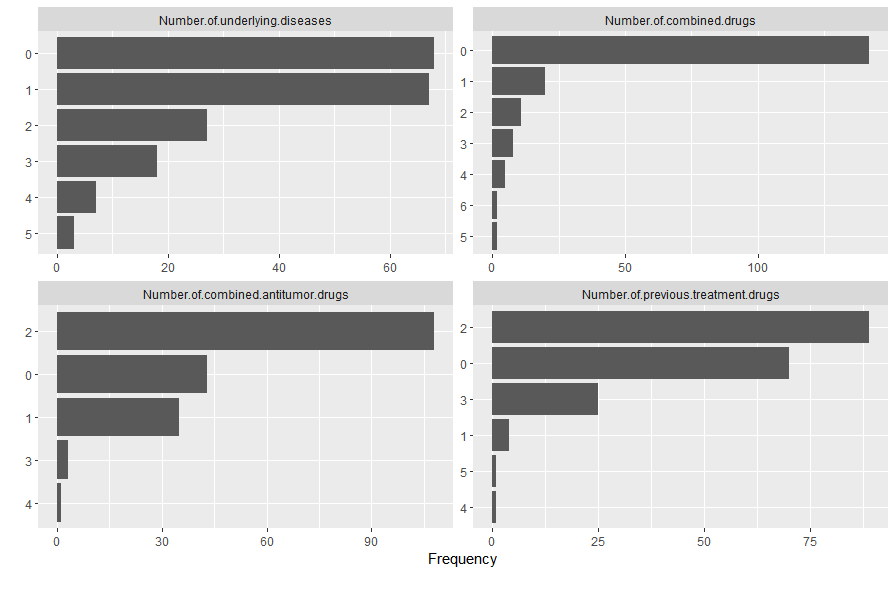 Number.of.underlying.diseases
0
1
2
3
4
5
0 20 40 60
Number.of.combined.drugs
0
1
2
3
4
6
5
0 50 100
Number.of.combined.antitumor.drugs
2
0
1
3
4
0 30 60 90
Number.of.previous.treatment.drugs
2
0
3
1
5
4
0 25 50 75
Frequency